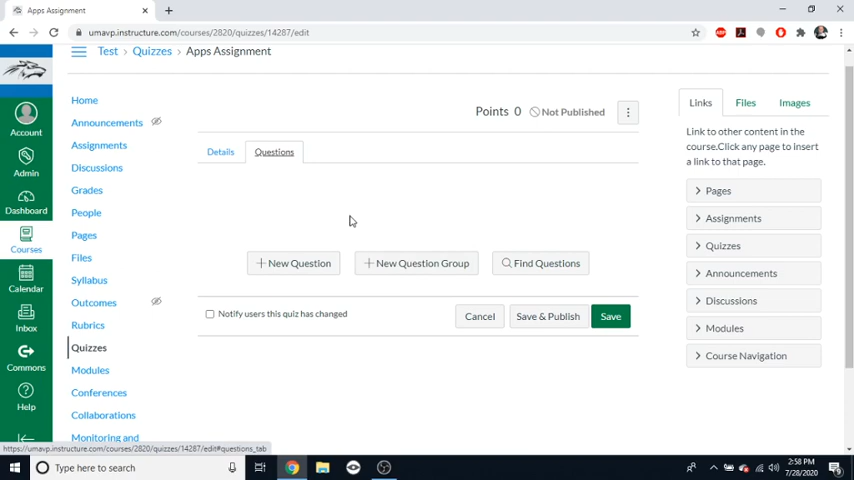 Apps Assignment
umavp.instructure.com/courses/2820/quizzes/14287/edit
Test > Quizzes > Apps Assignment
Account
Admin
Dashboard
Courses
Calendar
Inbox
Commons
Help
Home
Announcements
Assignments
Discussions
Grades
People
Pages
Files
Syllabus
Outcomes
Rubrics
Quizzes
Modules
Conferences
Collaborations
Monitoring and
Points 0 Not Published
Details Questions
+ New Question + New Question Group Find Questions
Notify users this quiz has changed
Cancel Save & Publish Save
Links Files Images
Link to other content in the
course.Click any page to insert
a link to that page.
Pages
Assignments
Quizzes
Announcements
Discussions
Modules
Course Navigation
https://umavp.instructure.com/courses/2820/quizzes/14287/edit#questions_tab
Type here to search
2:58 PM
7/28/2020